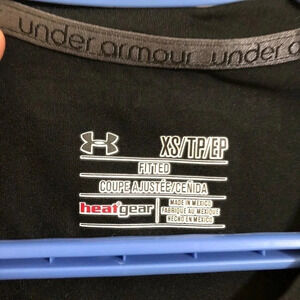 under armour under armour
XS/TP/EP
FITTED
COUPE AJUSTÉE/CEÑIDA
heatgear
MADE IN MEXICO
FABRIQUÉ AU MEXIQUE
HECHO EN MÉXICO